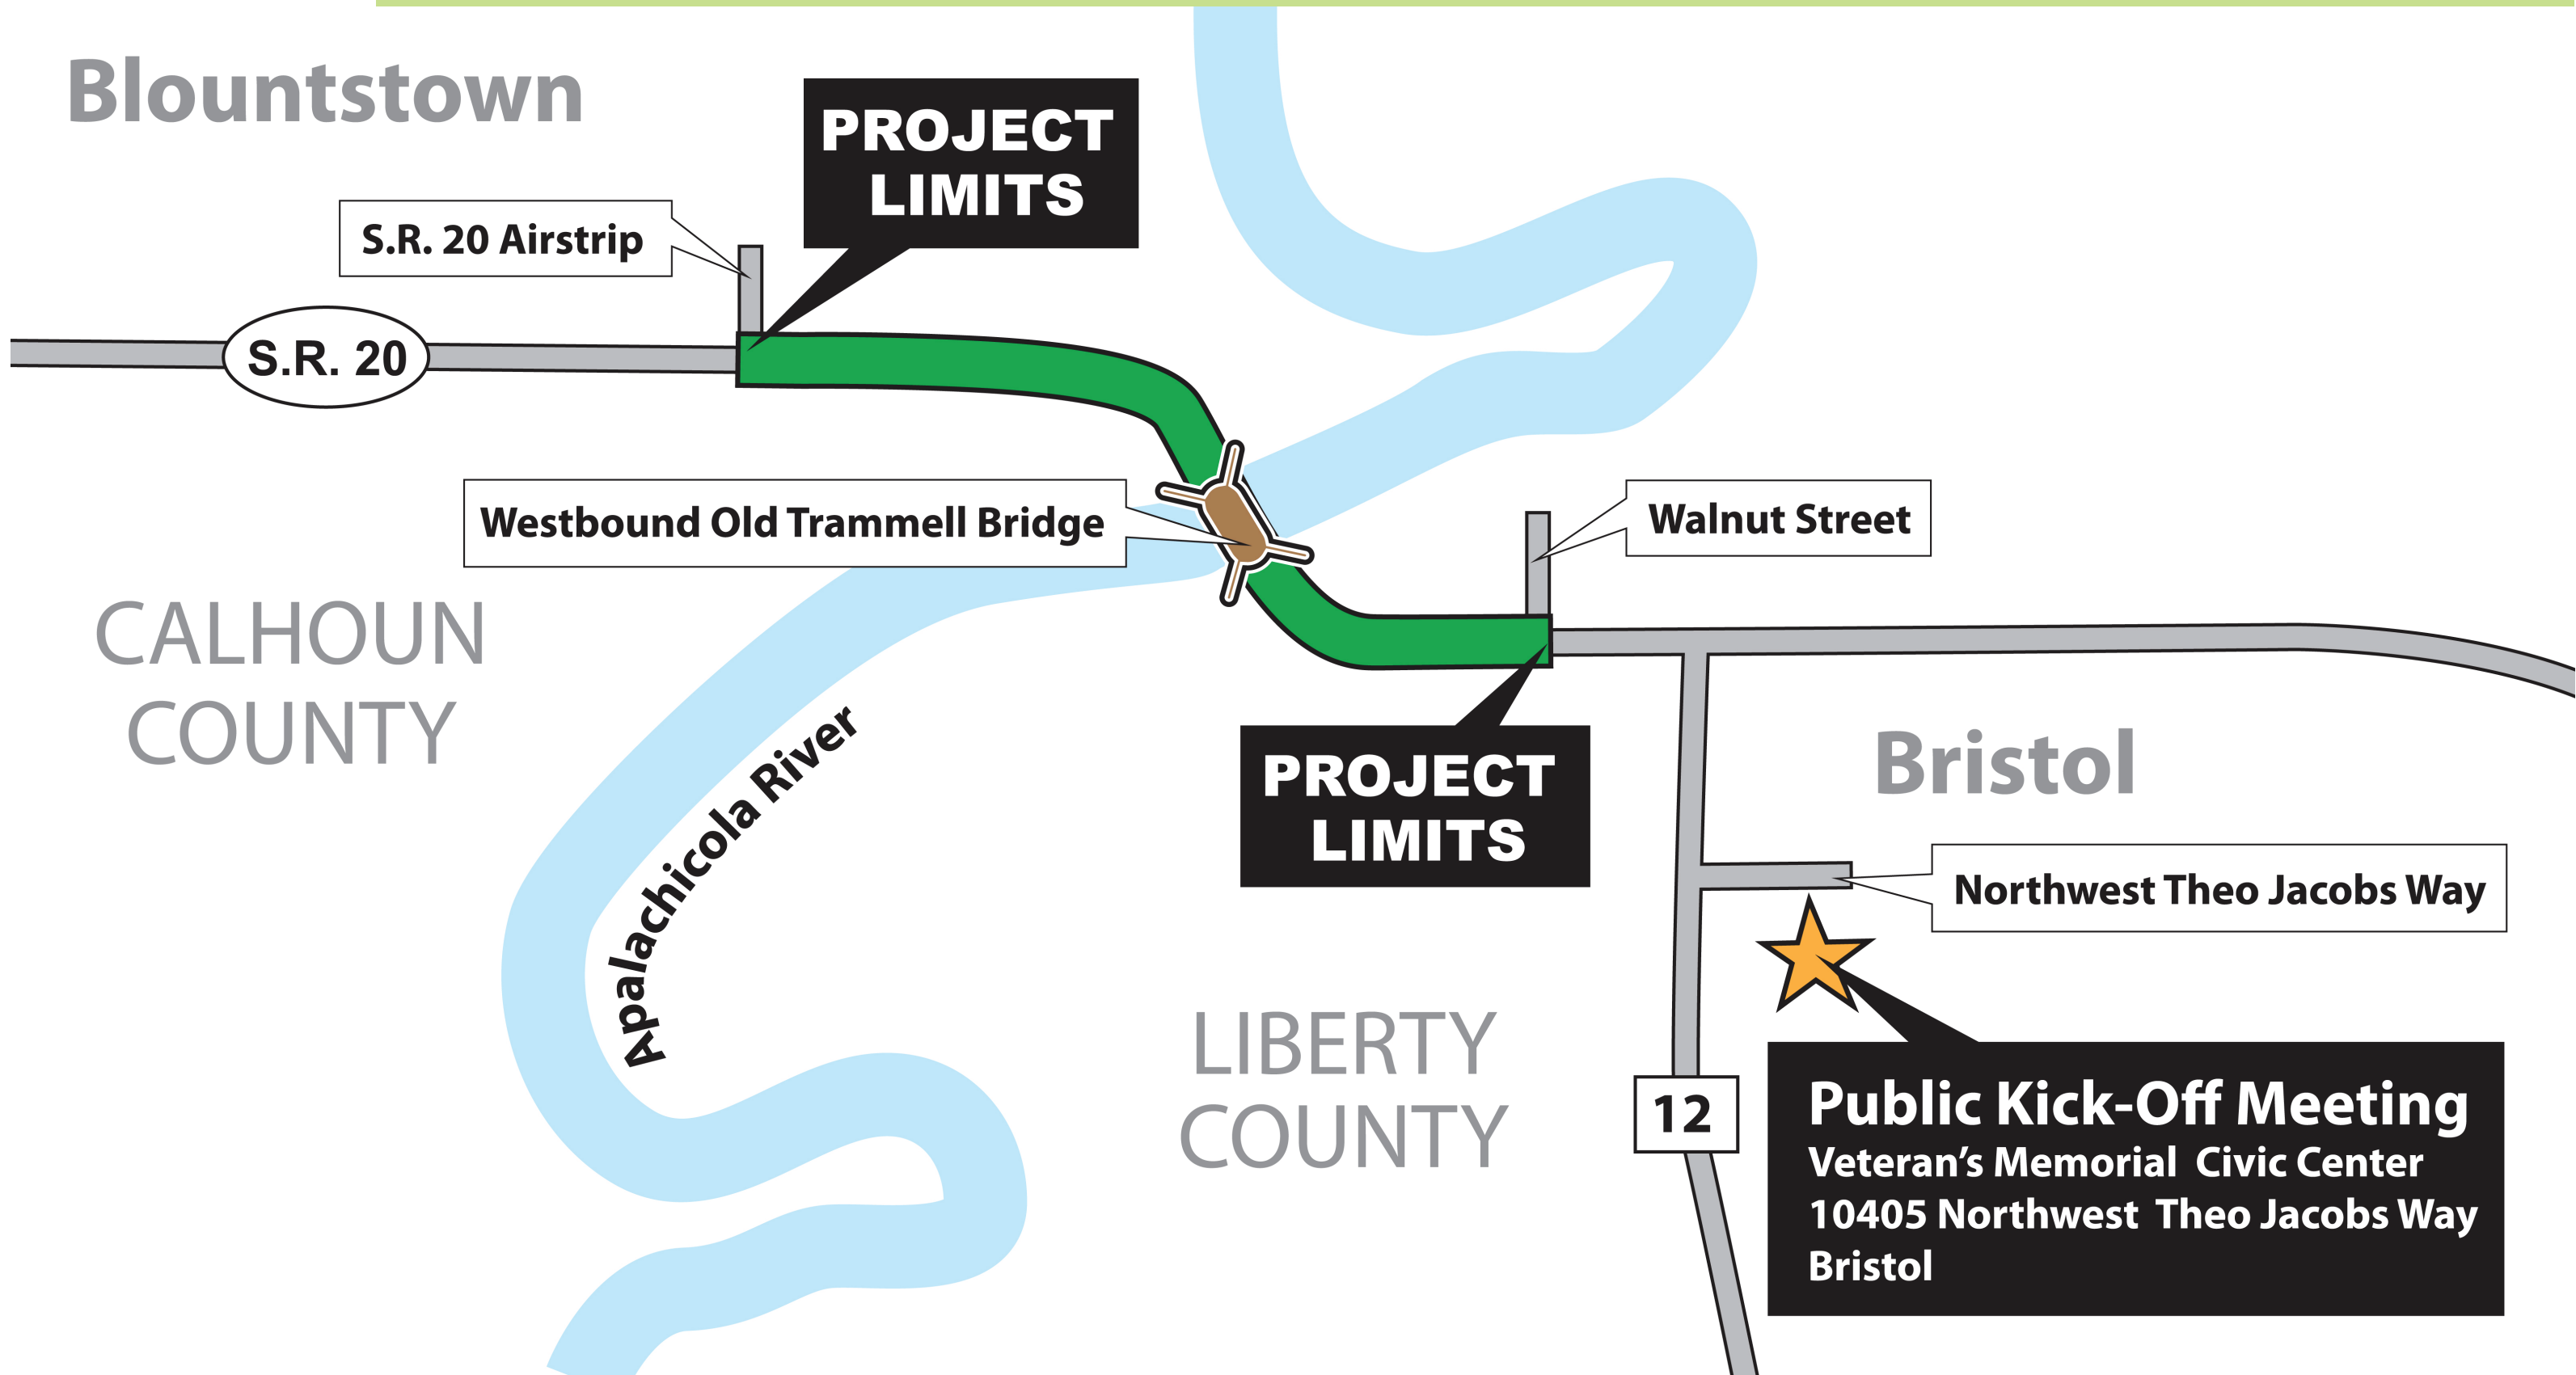 Blountstown
PROJECT
LIMITS
S.R. 20 Airstrip
S.R. 20
Westbound Old Trammell Bridge
Walnut Street
CALHOUN
COUNTY
Apalachicola River
PROJECT
LIMITS
Bristol
Northwest Theo Jacobs Way
LIBERTY
COUNTY
12
Public Kick-Off Meeting
Veteran’s Memorial Civic Center
10405 Northwest Theo Jacobs Way
Bristol